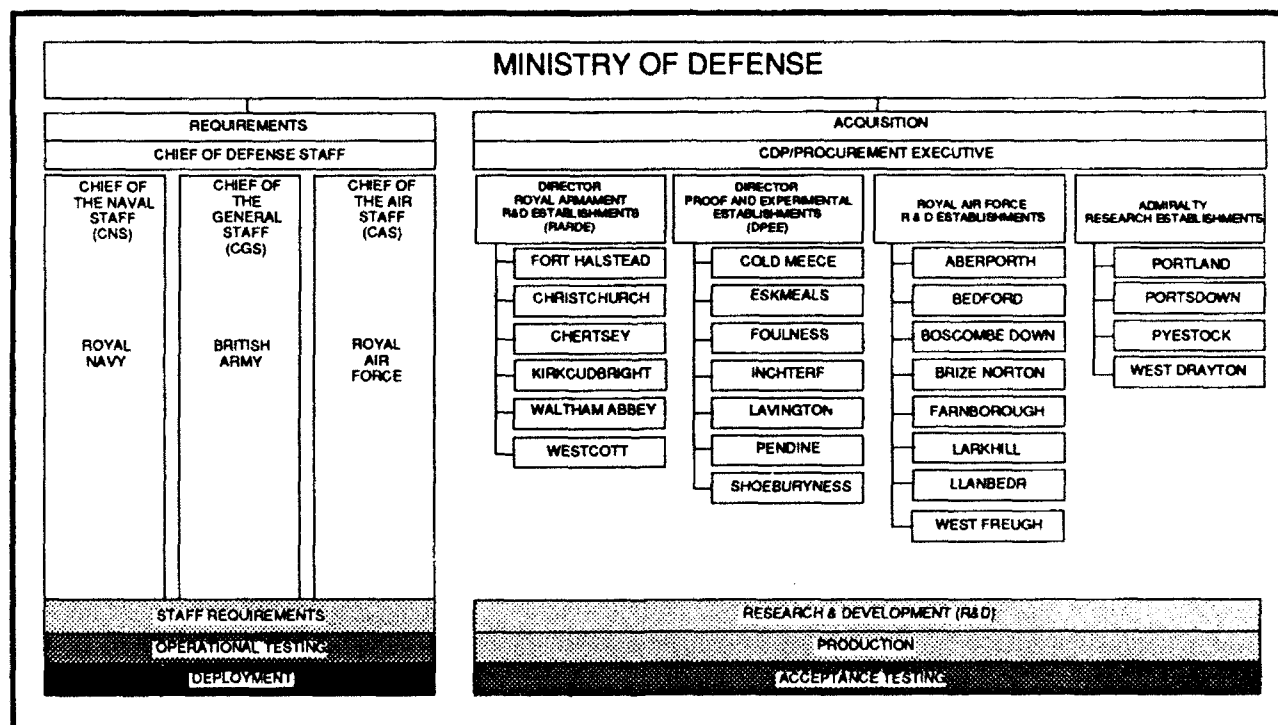 MINISTRY OF DEFENSE
REQUIREMENTS
CHIEF OF DEFENSE STAFF
CHIEF OF
THE NAVAL
STAFF
(CNS)
ROYAL
NAVY
CHIEF OF
THE
GENERAL
STAFF
(CGS)
BRITISH
ARMY
CHIEF OF
THE AIR
STAFF
(CAS)
ROYAL
AIR
FORCE
STAFF REQUIREMENTS
OPERATIONAL TESTING
DEPLOYMENT
ACQUISITION
CDP/PROCUREMENT EXECUTIVE
DIRECTOR
ROYAL ARMAMENT
R&D ESTABLISHMENTS
(RARDE)
FORT HALSTEAD
CHRISTCHURCH
CHERTSEY
KIRKCUDBRIGHT
WALTHAM ABBEY
WESTCOTT
DIRECTOR
PROOF AND EXPERIMENTAL
ESTABLISHMENTS
(DPEE)
COLD MEECE
ESKMEALS
FOULNESS
INCHTERF
LAVINGTON
PENDINE
SHOEBURYNESS
ROYAL AIR FORCE
R & D ESTABLISHMENTS
ABERPORTH
BEDFORD
BOSCOMBE DOWN
BRIZE NORTON
FARNBOROUGH
LARKHILL
LLANBEDR
WEST FREUGH
ADMIRALTY
RESEARCH ESTABLISHMENTS
PORTLAND
PORTSDOWN
PYESTOCK
WEST DRAYTON
RESEARCH & DEVELOPMENT (R&D)
PRODUCTION
ACCEPTANCE TESTING